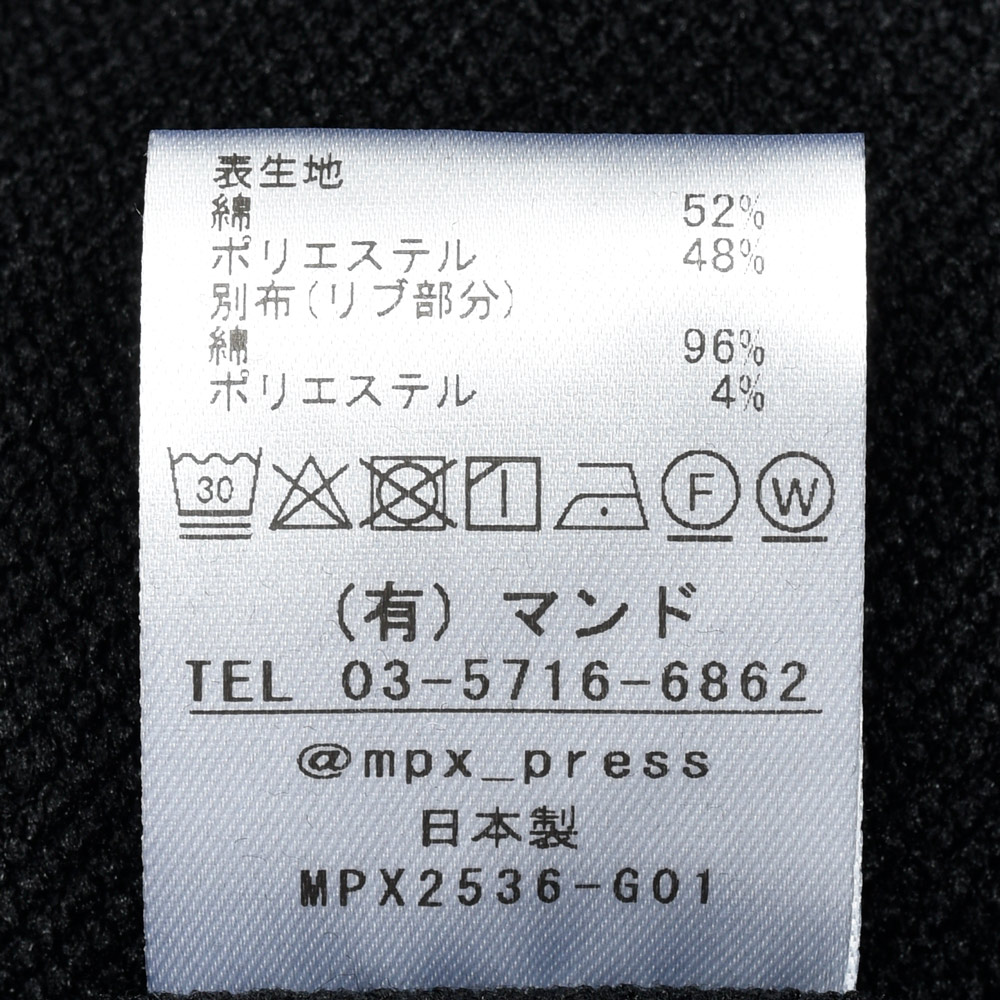 表生地
綿 52%
ポリエステル 48%
別布(リブ部分)
綿 96%
ポリエステル 4%
30 F W
(有) マンド
TEL 03-5716-6862
@mpx_press
日本製
MPX2536-G01